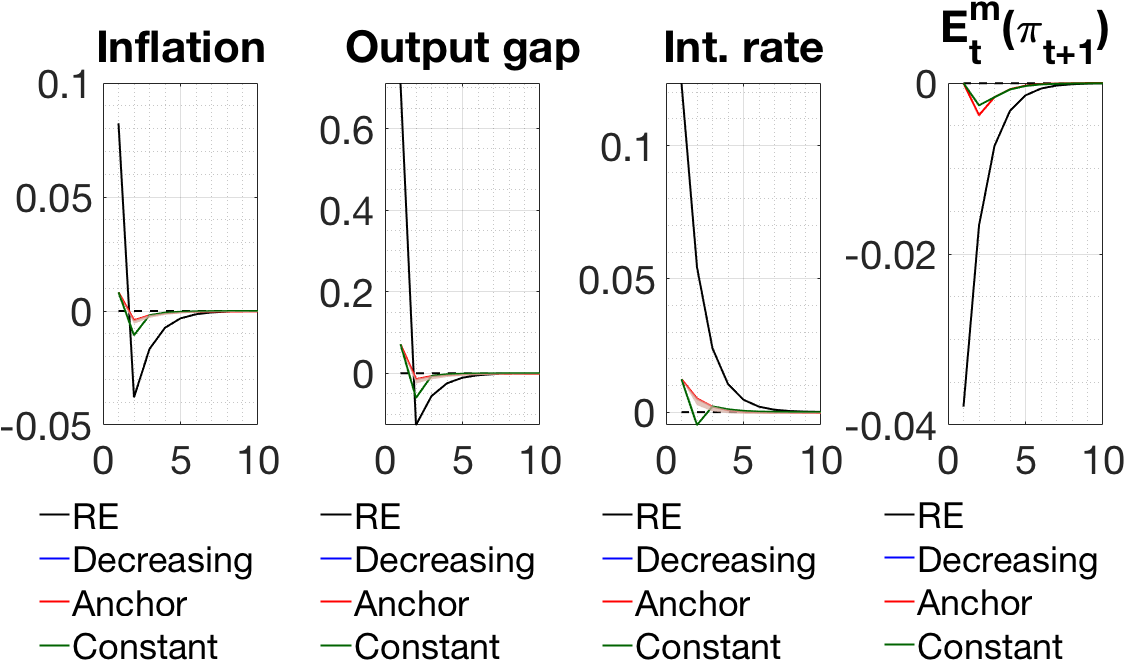 Inflation
0.1
0.05
0
-0.05
0 5 10
RE
Decreasing
Anchor
Constant
Output gap
0.6
0.4
0.2
0
0 5 10
RE
Decreasing
Anchor
Constant
Int. rate
0.1
0.05
0
0 5 10
RE
Decreasing
Anchor
Constant
E_t^m(π_{t+1})
0
-0.02
-0.04
0 5 10
RE
Decreasing
Anchor
Constant